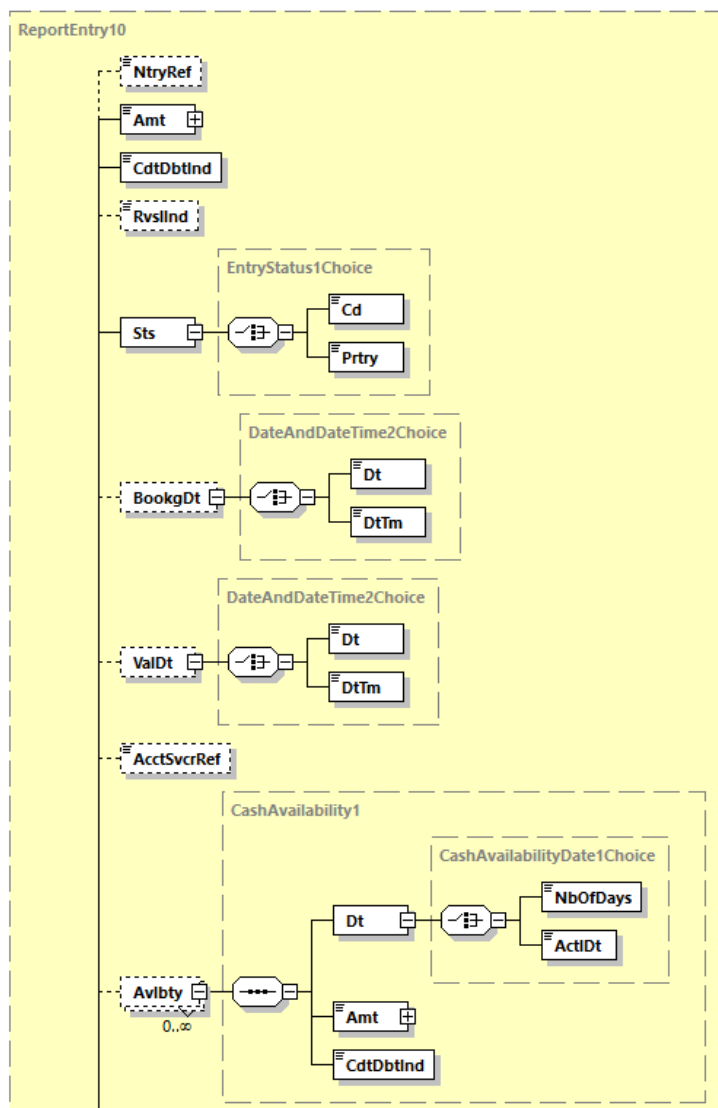 ReportEntry10
NtryRef
Amt
CdtDbtInd
RvslInd
EntryStatus1Choice
Cd
Sts
Prtry
DateAndDateTime2Choice
Dt
BookgDt
DtTm
DateAndDateTime2Choice
Dt
ValDt
DtTm
AcctSvcrRef
CashAvailability1
CashAvailabilityDate1Choice
NbOfDays
Dt
ActlDt
Avlbty
Amt
0..∞
CdtDbtInd